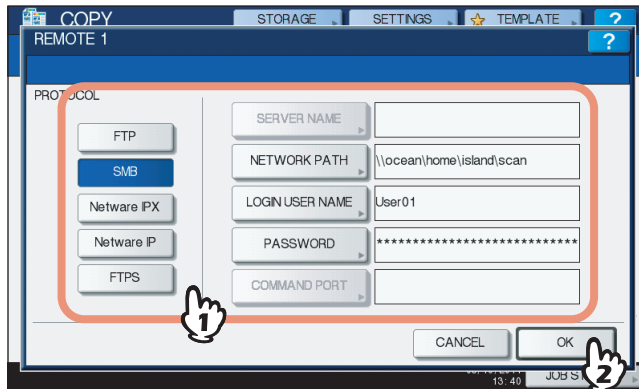 COPY STORAGE SETTINGS TEMPLATE ?
REMOTE 1 ?
PROTOCOL
FTP
SMB
Netware IPX
Netware IP
FTPS
SERVER NAME
NETWORK PATH \\ocean\home\island\scan
LOGIN USER NAME User01
PASSWORD ****************************
COMMAND PORT
1
CANCEL OK
2
13:40 JOB ST